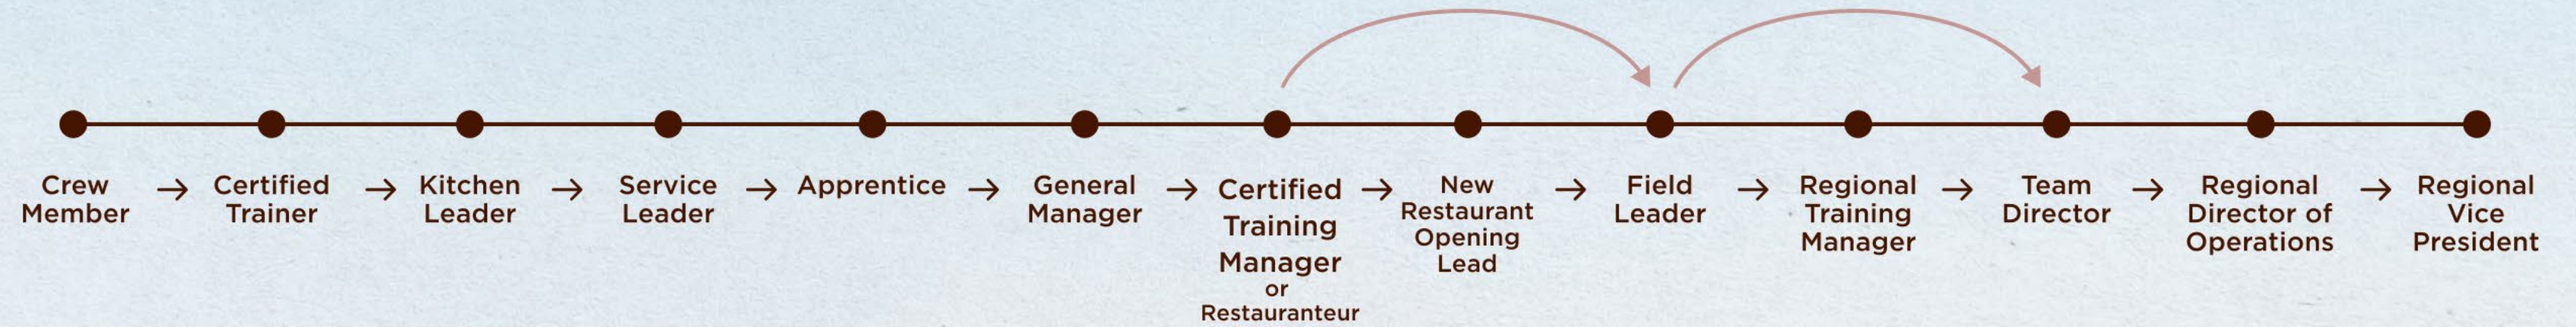 Crew
Member
→
Certified
Trainer
→
Kitchen
Leader
→
Service
Leader
→
Apprentice
→
General
Manager
→
Certified
Training
Manager
or
Restauranteur
→
New
Restaurant
Opening
Lead
→
Field
Leader
→
Regional
Training
Manager
→
Team
Director
→
Regional
Director of
Operations
→
Regional
Vice
President